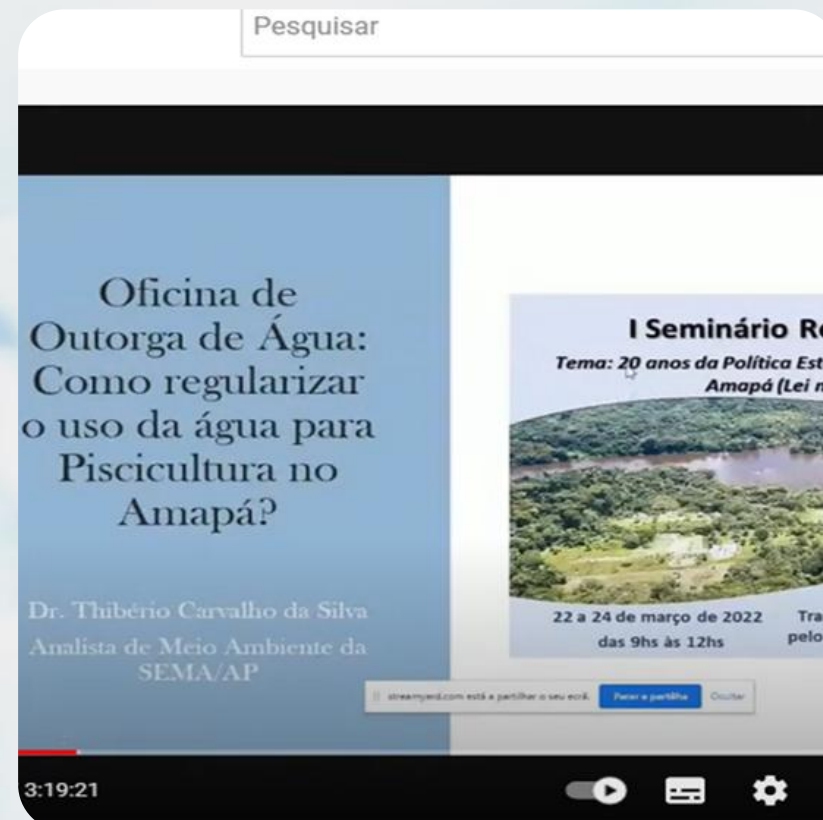 Pesquisar
Oficina de
Outorga de Água:
Como regularizar
o uso da água para
Piscicultura no
Amapá?
Dr. Thibério Carvalho da Silva
Analista de Meio Ambiente da
SEMA/AP
I Seminário
Tema: 20 anos da Política
Amapá (Lei
22 a 24 de março de 2022
das 9hs às 12hs
pelo
streamyard.com está a partilhar o seu ecrã.
Parar a partilha
Ocultar
3:19:21